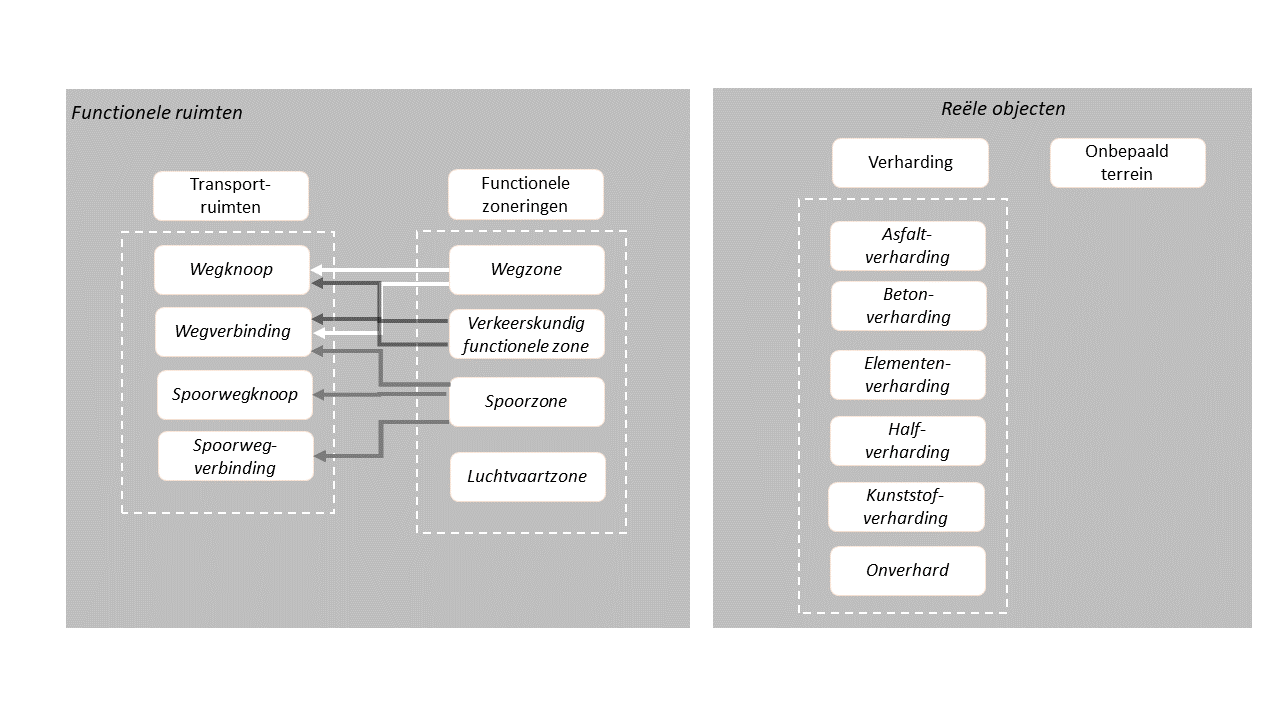 Functionele ruimten
Transport-
ruimten
Wegknoop
Wegverbinding
Spoorwegknoop
Spoorweg-
verbinding
Functionele
zoneringen
Wegzone
Verkeerskundig
functionele zone
Spoorzone
Luchtvaartzone
Reële objecten
Verharding
Asfalt-
verharding
Beton-
verharding
Elementen-
verharding
Half-
verharding
Kunststof-
verharding
Onverhard
Onbepaald
terrein